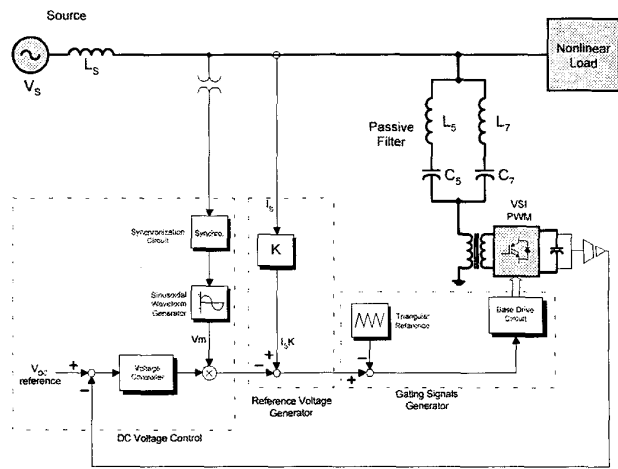 Source
V_S
L_S
Nonlinear
Load
Passive
Filter
L_5
L_7
C_5
C_7
VSI
PWM
Synchronization
Circuit
Synchro.
i_S
K
Sinusoidal
Waveform
Generator
Triangular
Reference
Base Drive
Circuit
Vm
i_SK
V_DC
reference
+
−
Voltage
Controller
×
−
+
+
−
Reference Voltage
Generator
Gating Signals
Generator
DC Voltage Control